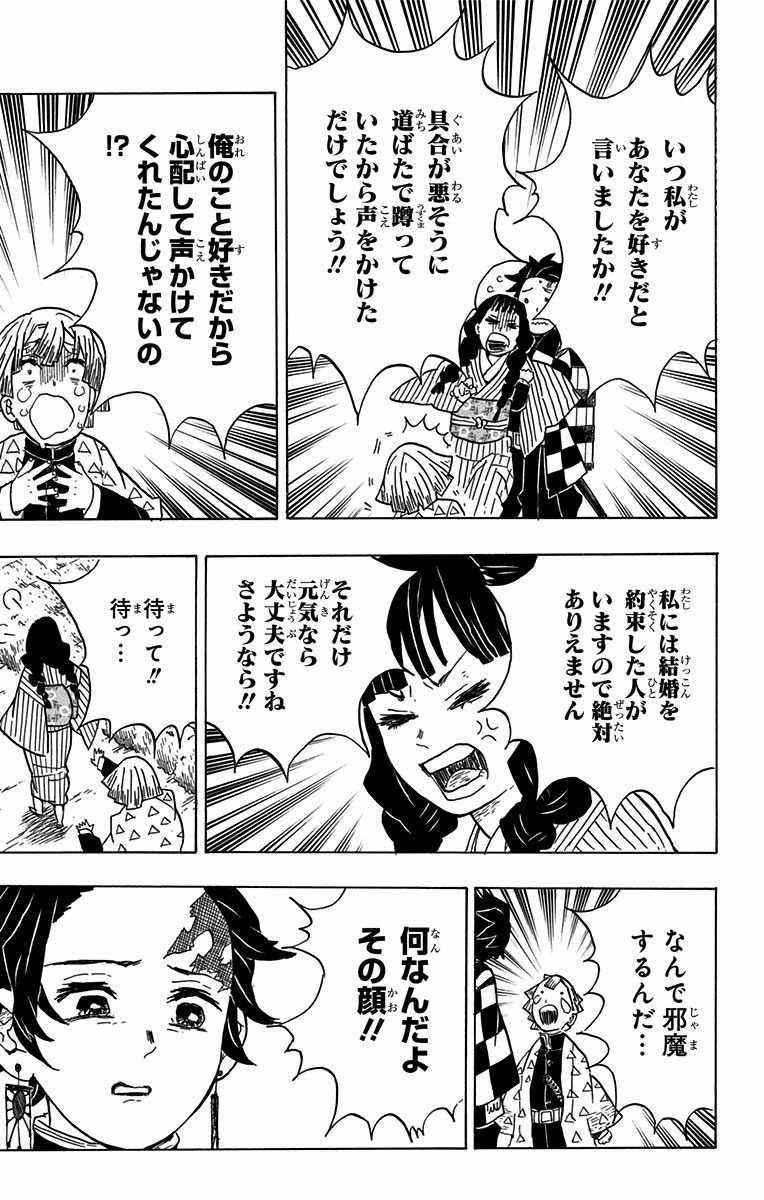 いつ私が
あなたを好きだと
言いましたか!!
具合が悪そうに
道ばたで蹲って
いたから声をかけた
だけでしょう!!
俺のこと好きだから
心配して声かけて
くれたんじゃないの
!?
私には結婚を
約束した人が
いますので絶対
ありえません
それだけ
元気なら
大丈夫ですね
さようなら!!
待って!!
待っ…
なんで邪魔
するんだ…
何なんだよ
その顔!!